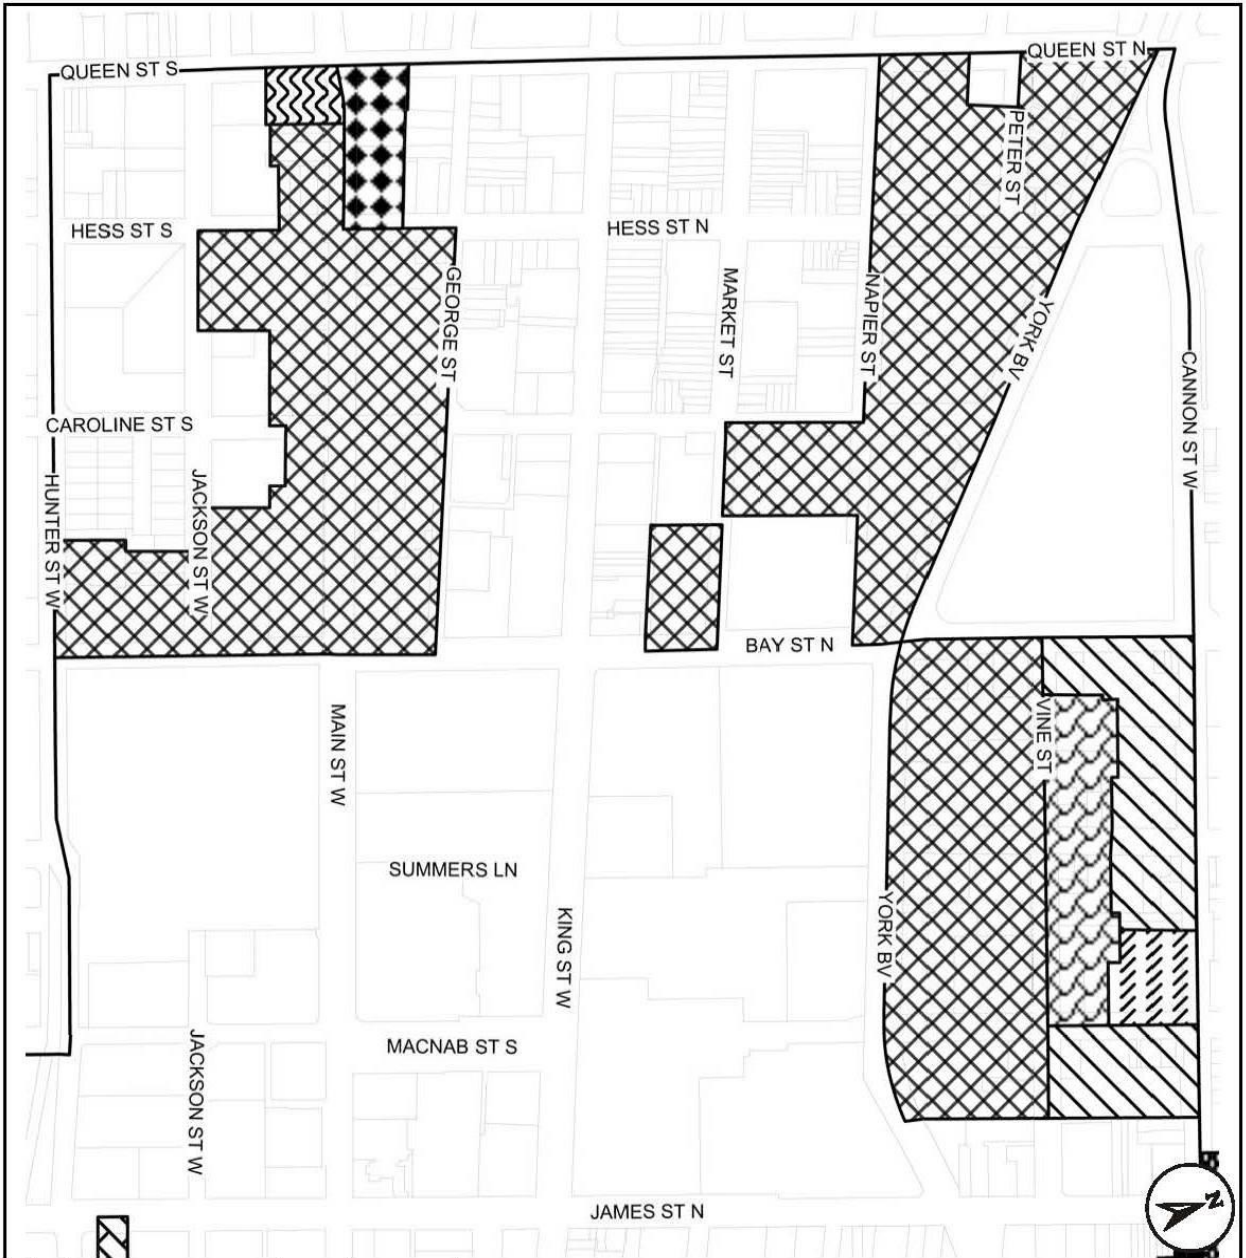 QUEEN ST S
QUEEN ST N
PETER ST
HESS ST S
HESS ST N
GEORGE ST
MARKET ST
NAPIER ST
YORK BV
CANNON ST W
CAROLINE ST S
HUNTER ST W
JACKSON ST W
BAY ST N
MAIN ST W
VINE ST
SUMMERS LN
KING ST W
YORK BV
MACNAB ST S
JACKSON ST W
JAMES ST N
N